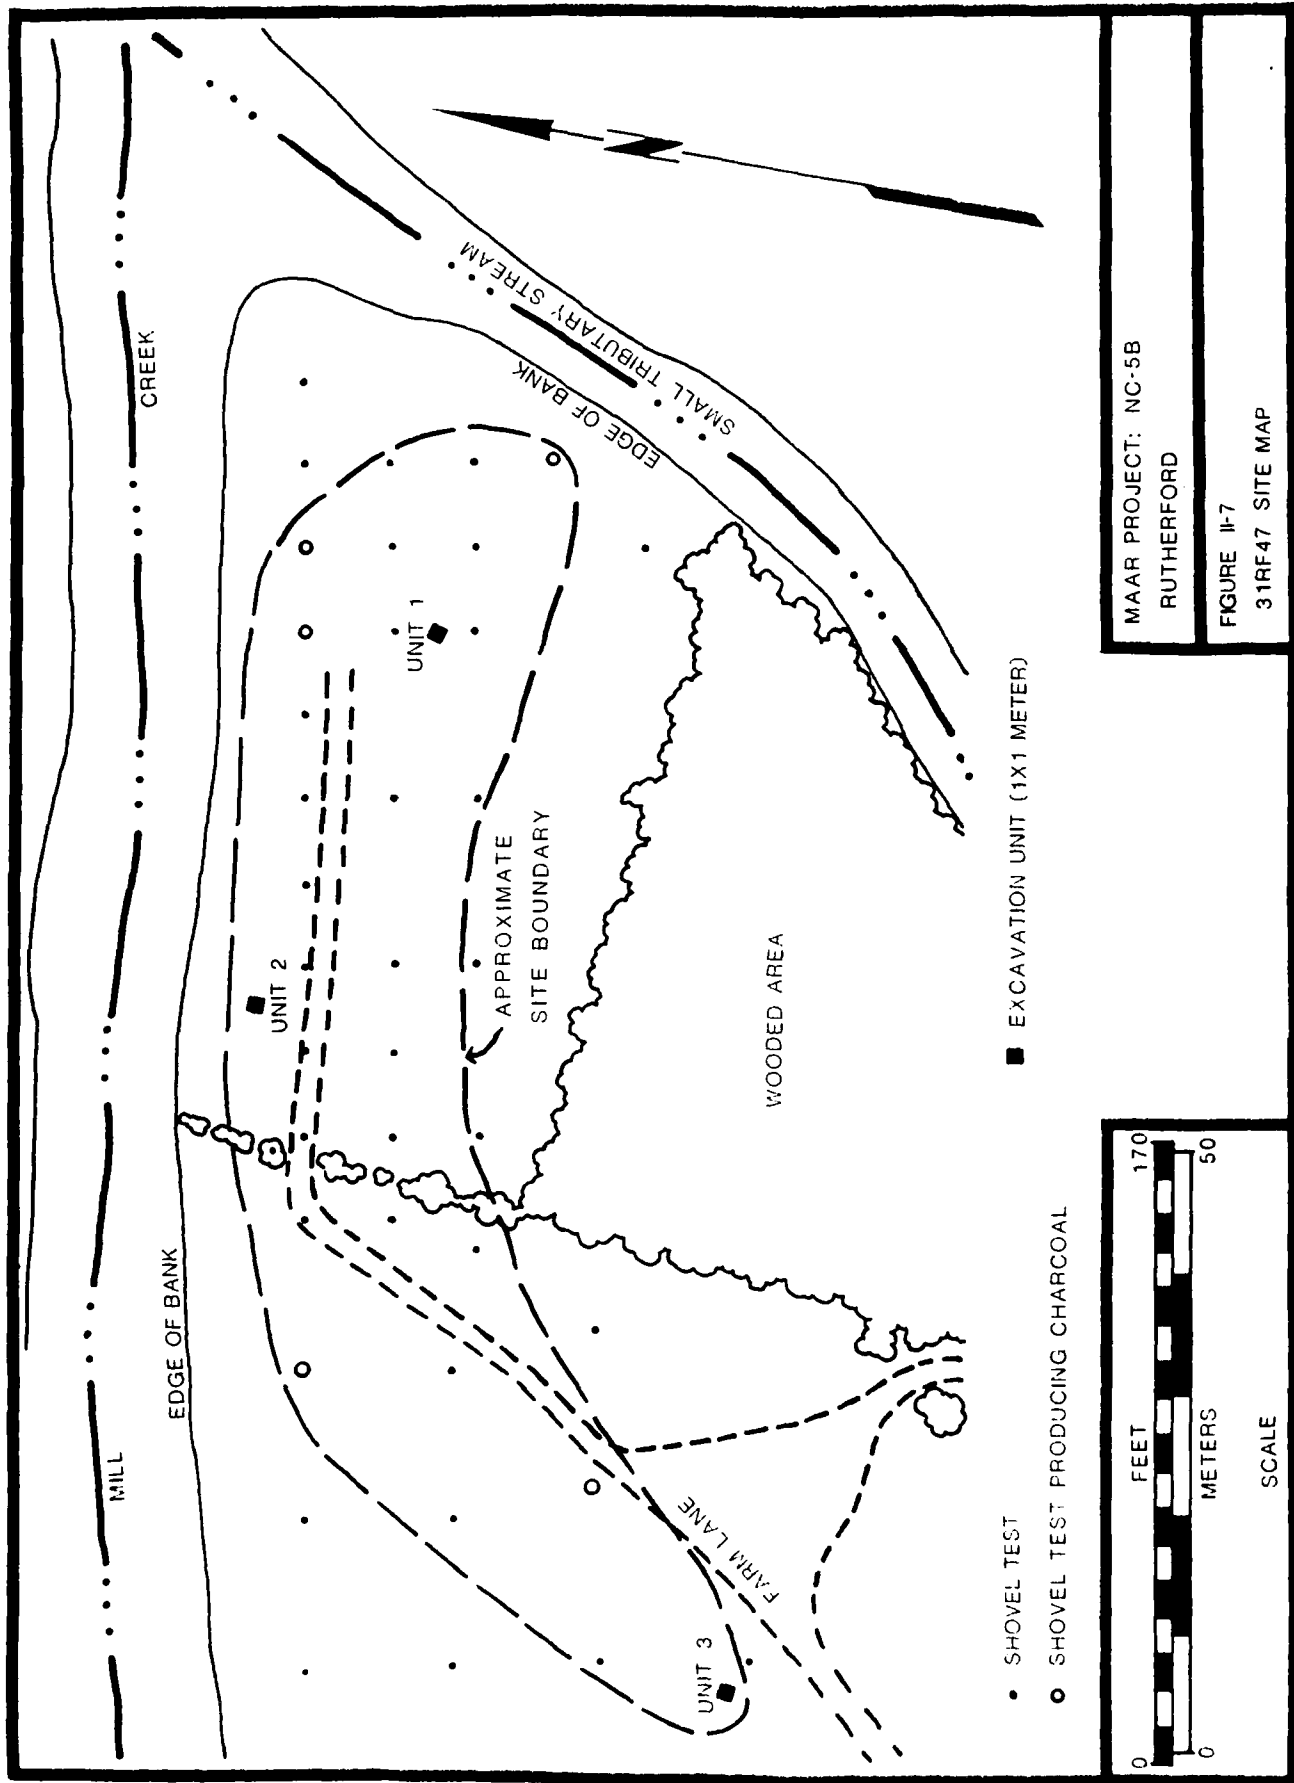 MILL
CREEK
EDGE OF BANK
SMALL TRIBUTARY STREAM
EDGE OF BANK
N
UNIT 1
UNIT 2
APPROXIMATE
SITE BOUNDARY
WOODED AREA
FARM LANE
UNIT 3
• SHOVEL TEST
○ SHOVEL TEST PRODUCING CHARCOAL
■ EXCAVATION UNIT (1X1 METER)
0 FEET 170
0 METERS 50
SCALE
MAAR PROJECT: NC-5B
RUTHERFORD
FIGURE II-7
31RF47 SITE MAP